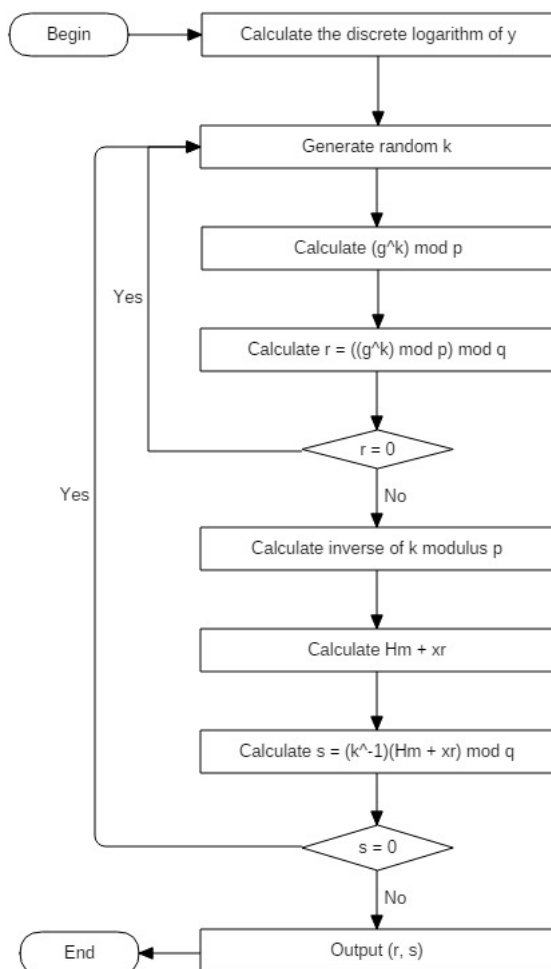 Begin
Calculate the discrete logarithm of y
Generate random k
Calculate (g^k) mod p
Yes
Calculate r = ((g^k) mod p) mod q
r = 0
Yes
No
Calculate inverse of k modulus p
Calculate Hm + xr
Calculate s = (k^-1)(Hm + xr) mod q
s = 0
No
End
Output (r, s)